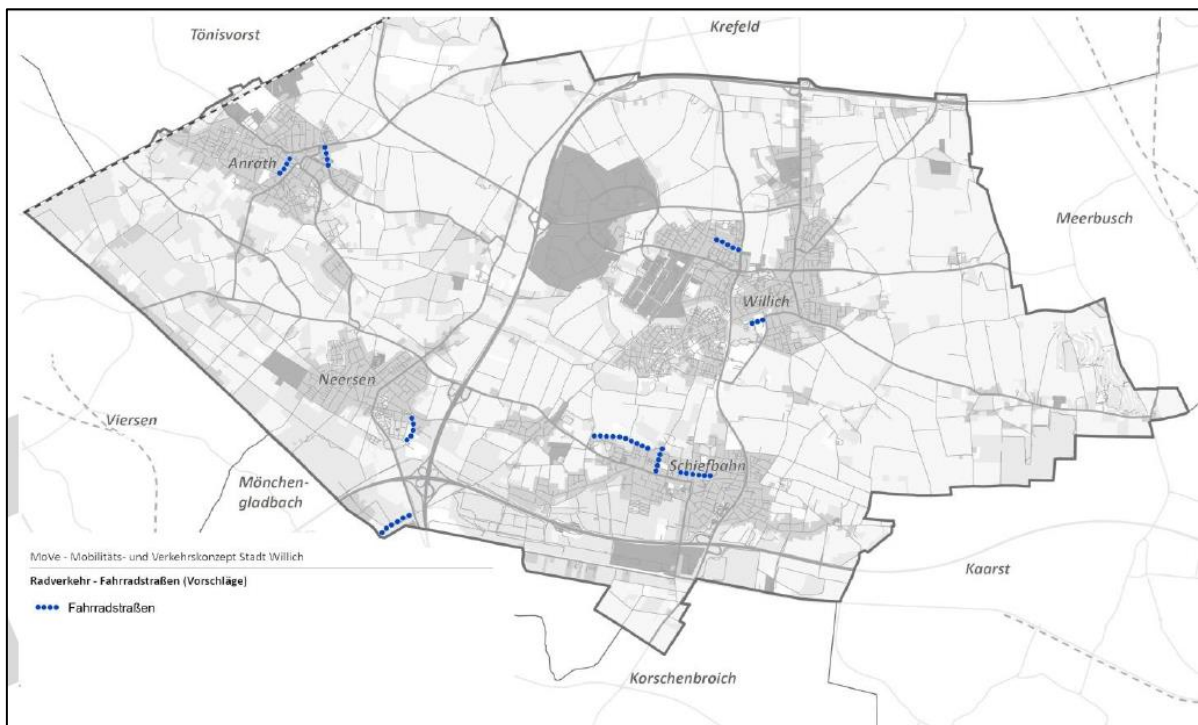 Tönisvorst
Krefeld
Anrath
Meerbusch
Willich
Neersen
Viersen
Schiefbahn
Mönchen-
gladbach
MoVe - Mobilitäts- und Verkehrskonzept Stadt Willich
Radverkehr - Fahrradstraßen (Vorschläge)
Fahrradstraßen
Kaarst
Korschenbroich